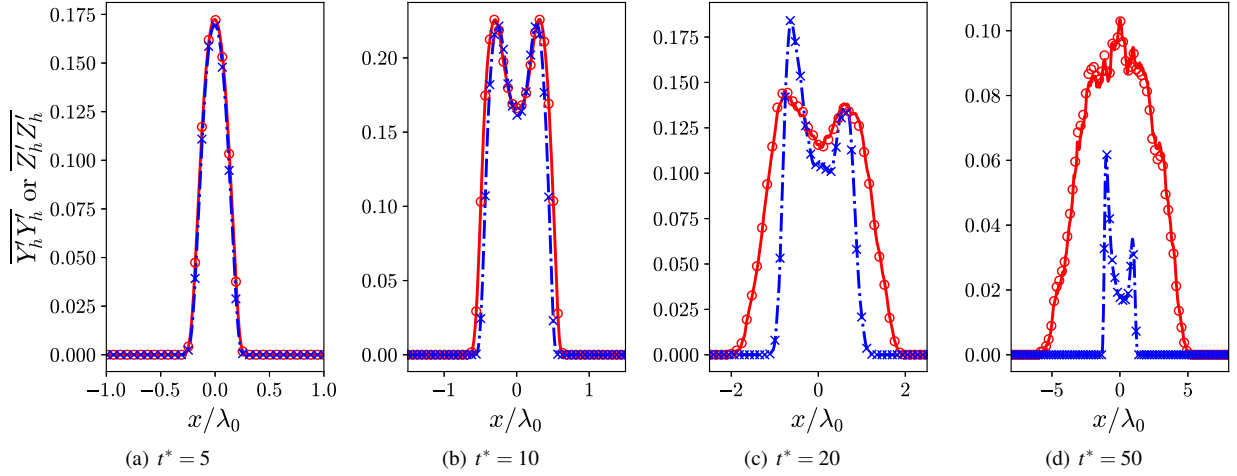 $\overline{Y_h'Y_h'}$ or $\overline{Z_h'Z_h'}$
0.175
0.150
0.125
0.100
0.075
0.050
0.025
0.000
−1.0 −0.5 0.0 0.5 1.0
x/λ₀
(a) t* = 5
0.20
0.15
0.10
0.05
0.00
−1 0 1
x/λ₀
(b) t* = 10
0.175
0.150
0.125
0.100
0.075
0.050
0.025
0.000
−2 0 2
x/λ₀
(c) t* = 20
0.10
0.08
0.06
0.04
0.02
0.00
−5 0 5
x/λ₀
(d) t* = 50